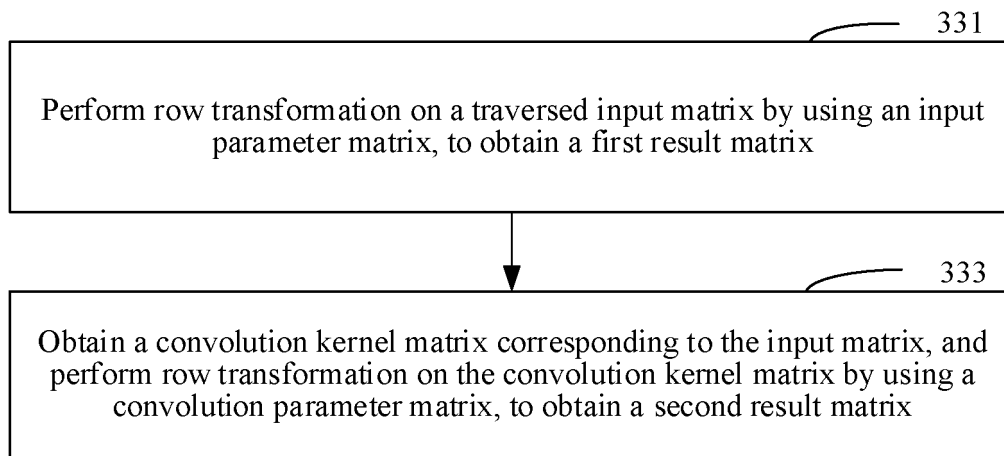 331
Perform row transformation on a traversed input matrix by using an input
parameter matrix, to obtain a first result matrix
333
Obtain a convolution kernel matrix corresponding to the input matrix, and
perform row transformation on the convolution kernel matrix by using a
convolution parameter matrix, to obtain a second result matrix